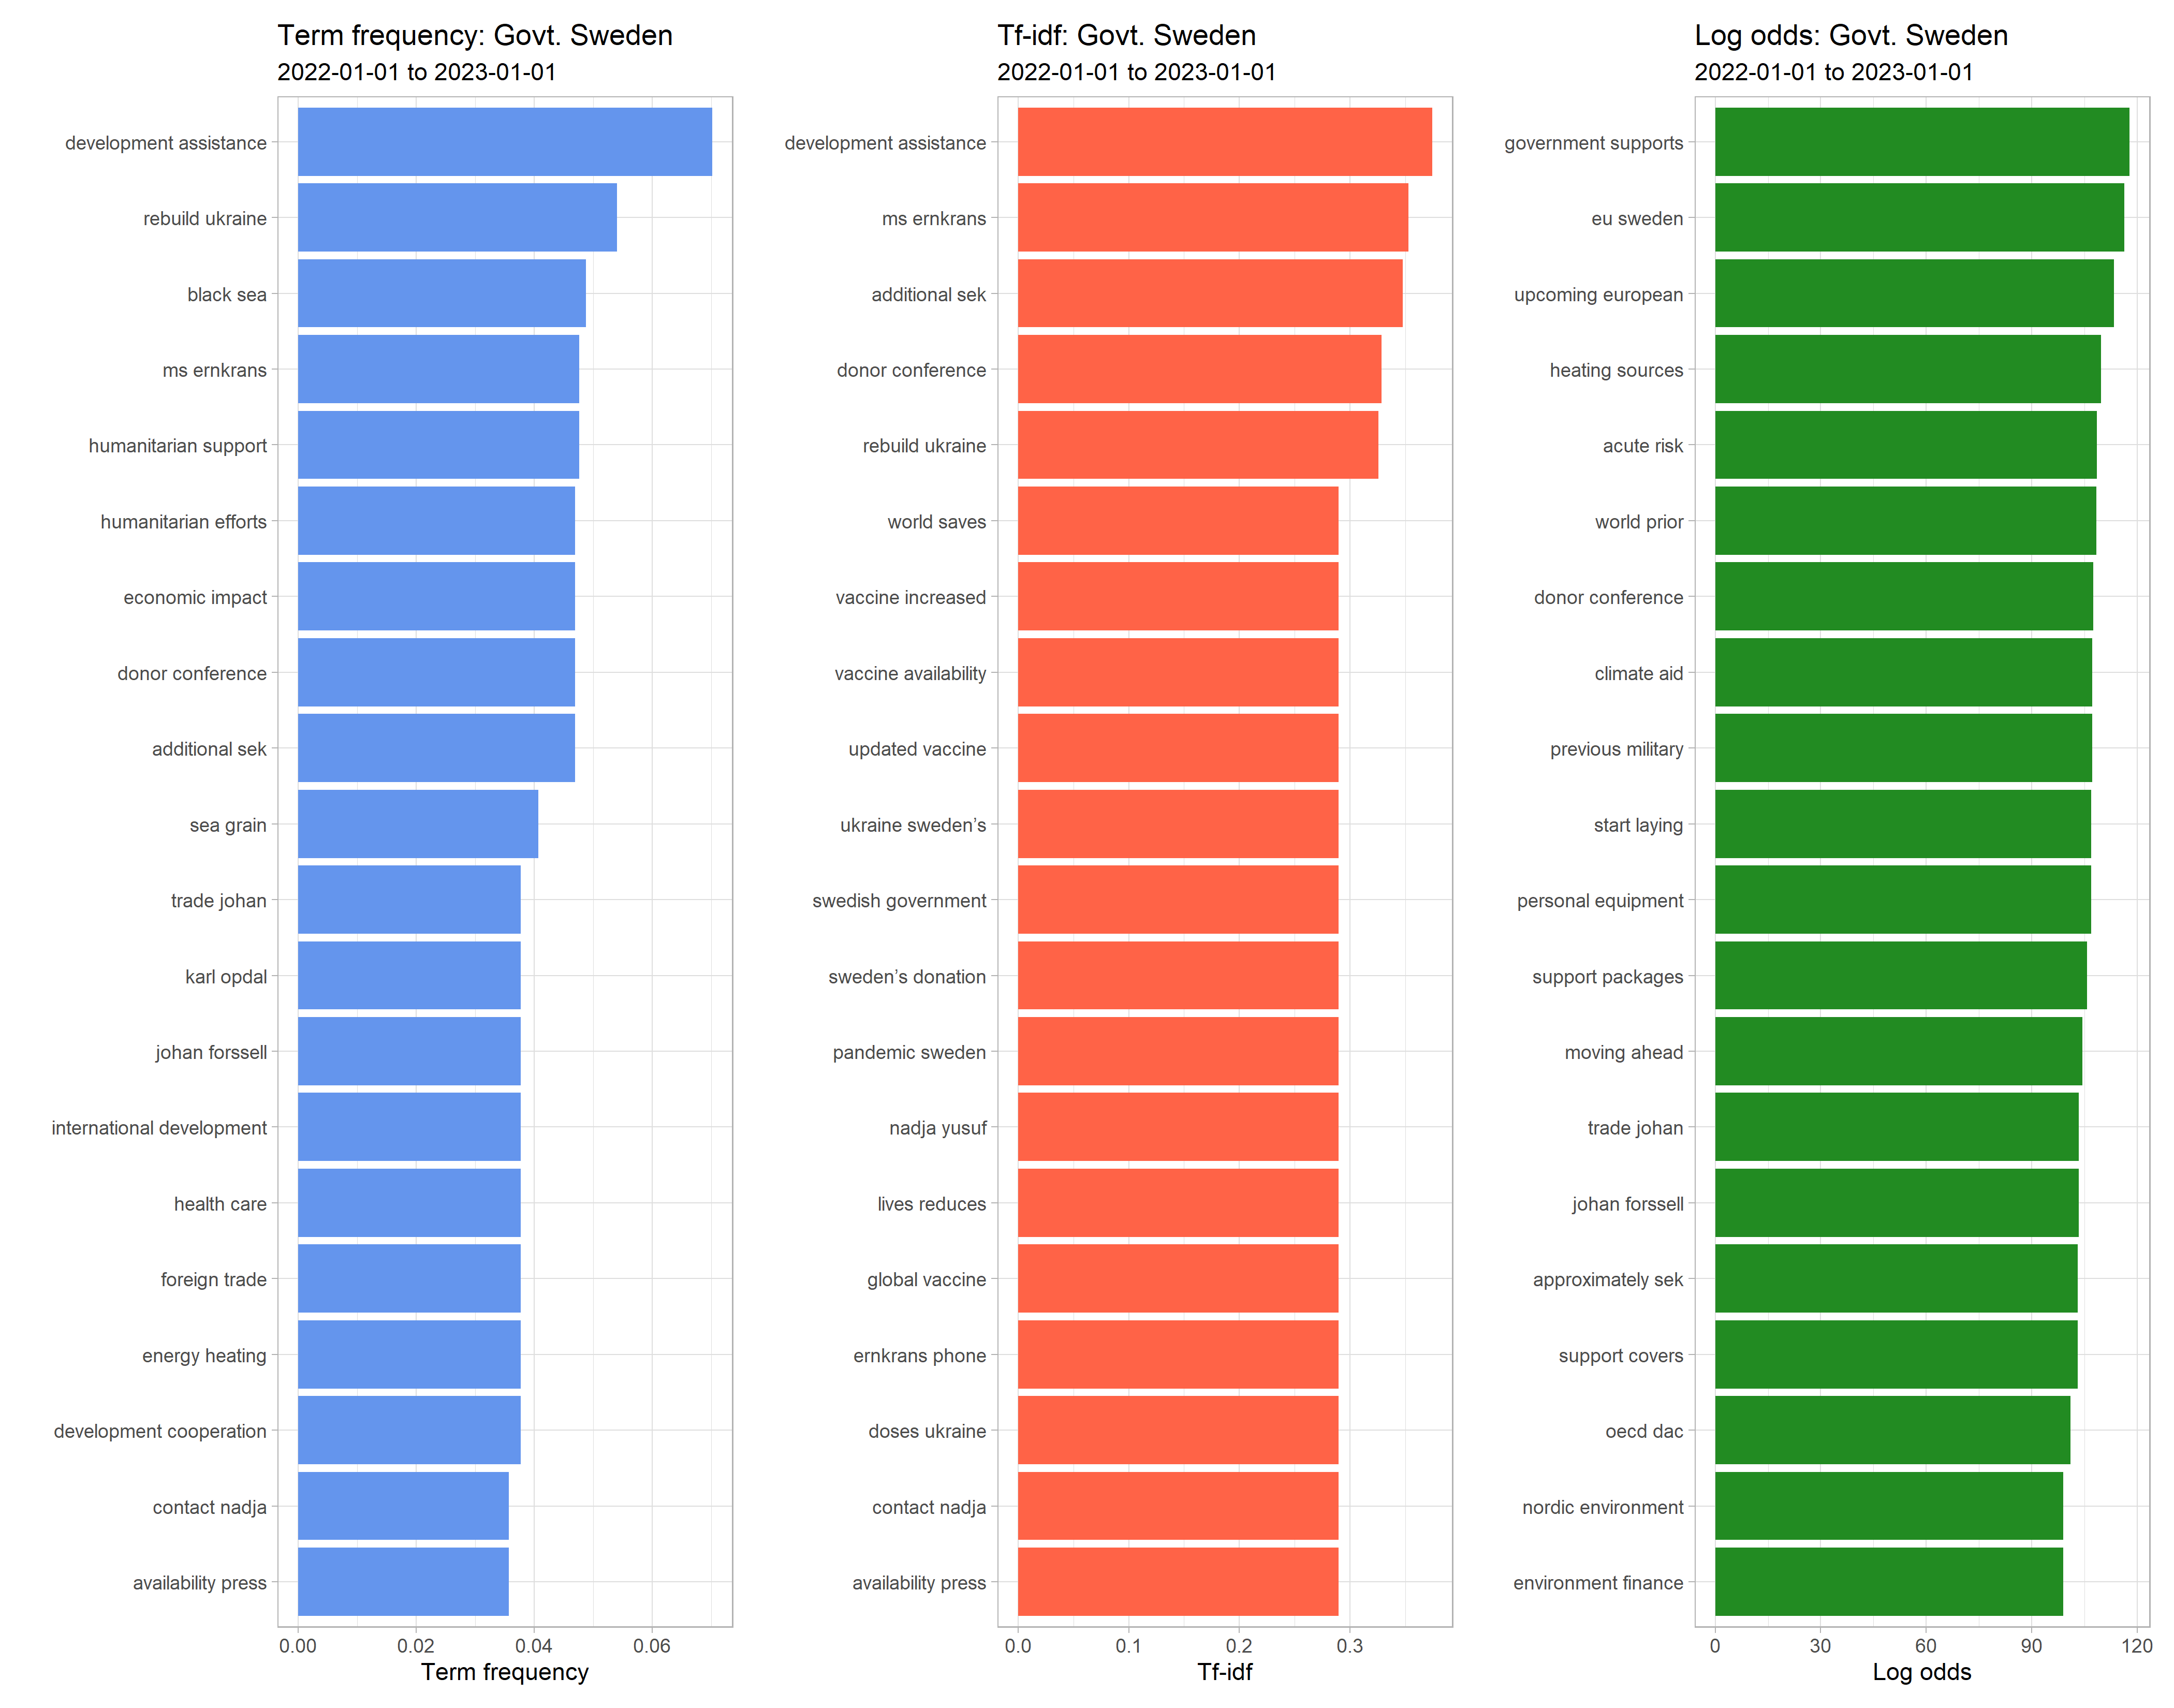 Term frequency: Govt. Sweden
2022-01-01 to 2023-01-01
development assistance
rebuild ukraine
black sea
ms ernkrans
humanitarian support
humanitarian efforts
economic impact
donor conference
additional sek
sea grain
trade johan
karl opdal
johan forssell
international development
health care
foreign trade
energy heating
development cooperation
contact nadja
availability press
0.00 0.02 0.04 0.06
Term frequency
Tf-idf: Govt. Sweden
2022-01-01 to 2023-01-01
development assistance
ms ernkrans
additional sek
donor conference
rebuild ukraine
world saves
vaccine increased
vaccine availability
updated vaccine
ukraine sweden’s
swedish government
sweden’s donation
pandemic sweden
nadja yusuf
lives reduces
global vaccine
ernkrans phone
doses ukraine
contact nadja
availability press
0.0 0.1 0.2 0.3
Tf-idf
Log odds: Govt. Sweden
2022-01-01 to 2023-01-01
government supports
eu sweden
upcoming european
heating sources
acute risk
world prior
donor conference
climate aid
previous military
start laying
personal equipment
support packages
moving ahead
trade johan
johan forssell
approximately sek
support covers
oecd dac
nordic environment
environment finance
0 30 60 90 120
Log odds